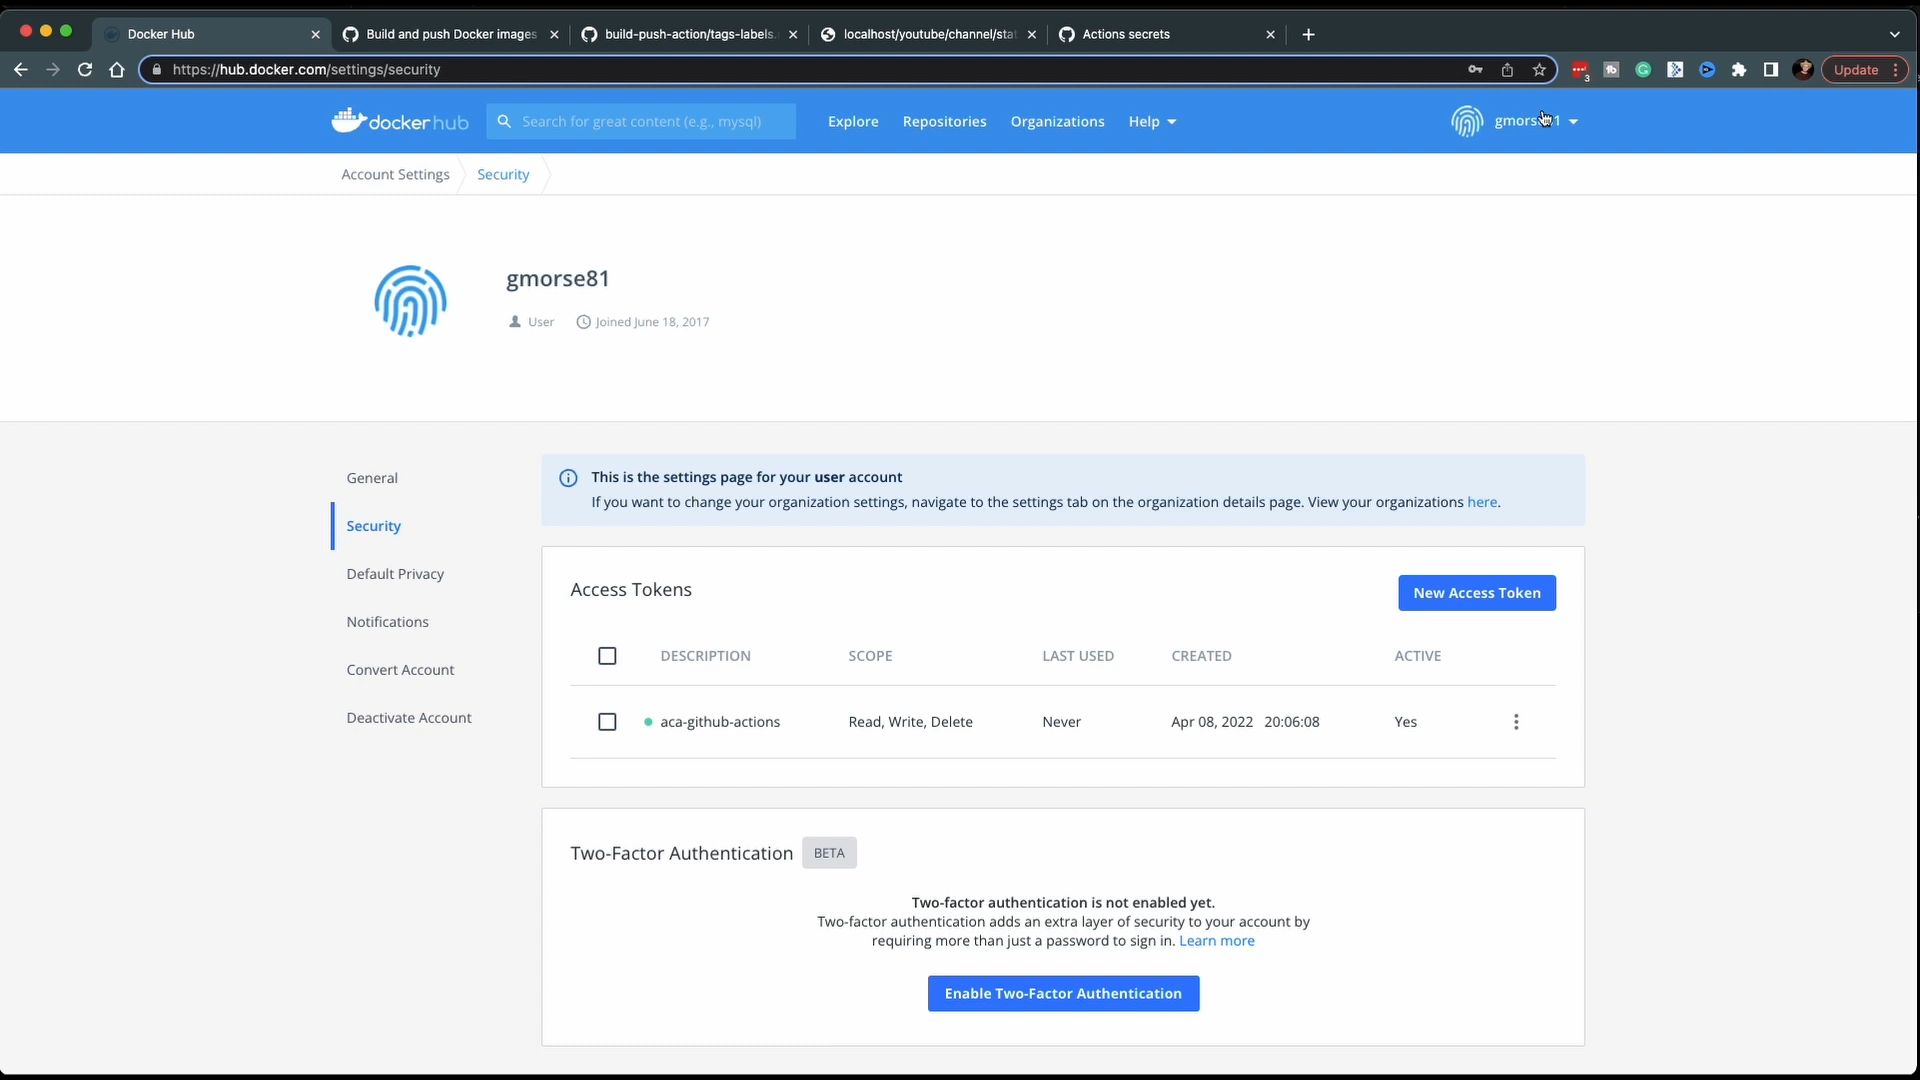 Docker Hub
Build and push Docker images
build-push-action/tags-labels.
localhost/youtube/channel/stat
Actions secrets
https://hub.docker.com/settings/security
3
Update
docker hub
Search for great content (e.g., mysql)
Explore
Repositories
Organizations
Help
Account Settings
Security
gmorse81
User
Joined June 18, 2017
General
Security
Default Privacy
Notifications
Convert Account
Deactivate Account
This is the settings page for your user account
If you want to change your organization settings, navigate to the settings tab on the organization details page. View your organizations here.
Access Tokens
New Access Token
DESCRIPTION SCOPE LAST USED CREATED ACTIVE
aca-github-actions Read, Write, Delete Never Apr 08, 2022 20:06:08 Yes
Two-Factor Authentication BETA
Two-factor authentication is not enabled yet.
Two-factor authentication adds an extra layer of security to your account by
requiring more than just a password to sign in. Learn more
Enable Two-Factor Authentication